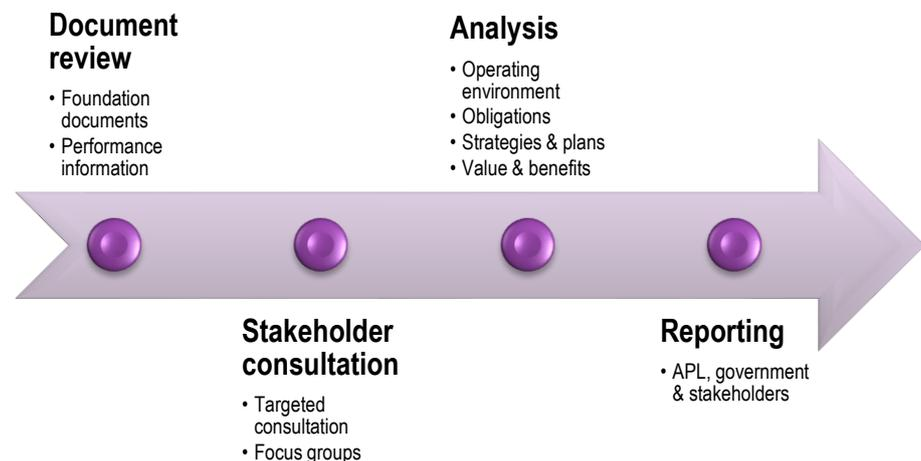 Document
review
• Foundation
documents
• Performance
information
Analysis
• Operating
environment
• Obligations
• Strategies & plans
• Value & benefits
Stakeholder
consultation
• Targeted
consultation
• Focus groups
Reporting
• APL, government
& stakeholders